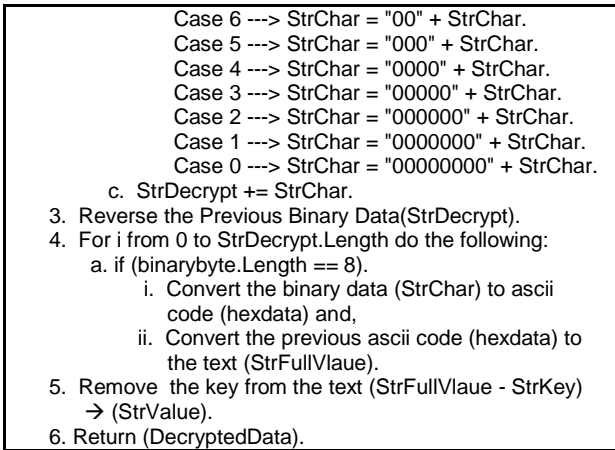 Case 6 ---> StrChar = "00" + StrChar.
Case 5 ---> StrChar = "000" + StrChar.
Case 4 ---> StrChar = "0000" + StrChar.
Case 3 ---> StrChar = "00000" + StrChar.
Case 2 ---> StrChar = "000000" + StrChar.
Case 1 ---> StrChar = "0000000" + StrChar.
Case 0 ---> StrChar = "00000000" + StrChar.
c. StrDecrypt += StrChar.
3. Reverse the Previous Binary Data(StrDecrypt).
4. For i from 0 to StrDecrypt.Length do the following:
a. if (binarybyte.Length == 8).
i. Convert the binary data (StrChar) to ascii
code (hexdata) and,
ii. Convert the previous ascii code (hexdata) to
the text (StrFullVlaue).
5. Remove the key from the text (StrFullVlaue - StrKey)
→ (StrValue).
6. Return (DecryptedData).